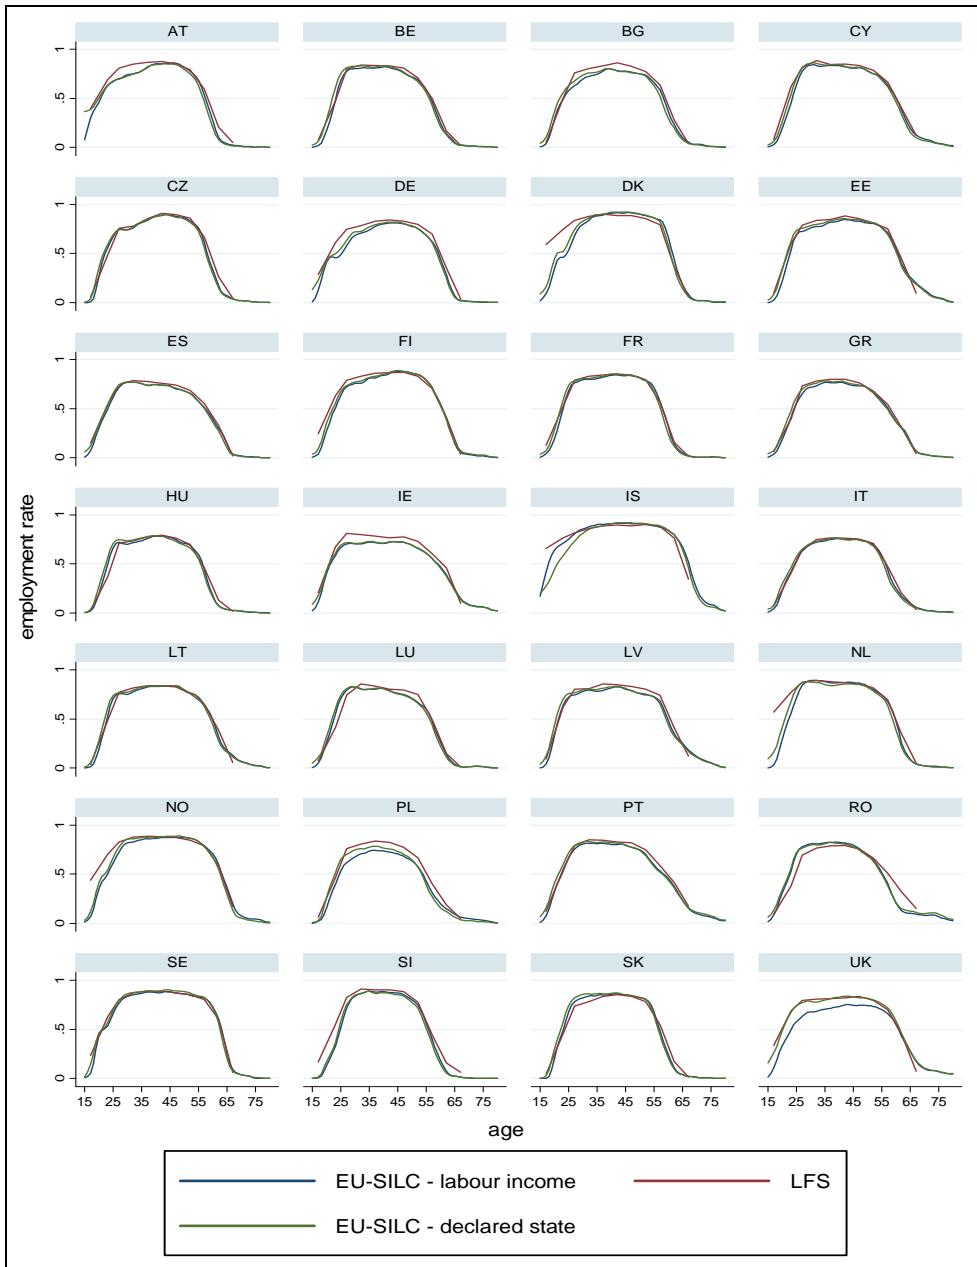 AT BE BG CY
1
.5
0
CZ DE DK EE
1
.5
0
ES FI FR GR
1
.5
0
HU IE IS IT
1
.5
0
LT LU LV NL
1
.5
0
NO PL PT RO
1
.5
0
SE SI SK UK
1
.5
0
15 25 35 45 55 65 75 15 25 35 45 55 65 75 15 25 35 45 55 65 75 15 25 35 45 55 65 75
employment rate
age
EU-SILC - labour income LFS
EU-SILC - declared state